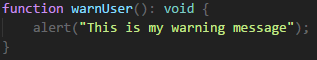 function warnUser(): void {
    alert("This is my warning message");
}